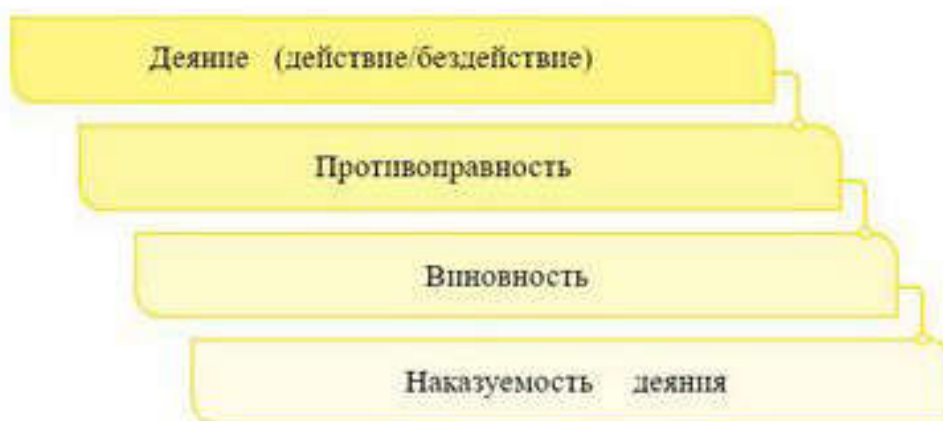 Деяние (действие/бездействие)
Противоправность
Виновность
Наказуемость деяния